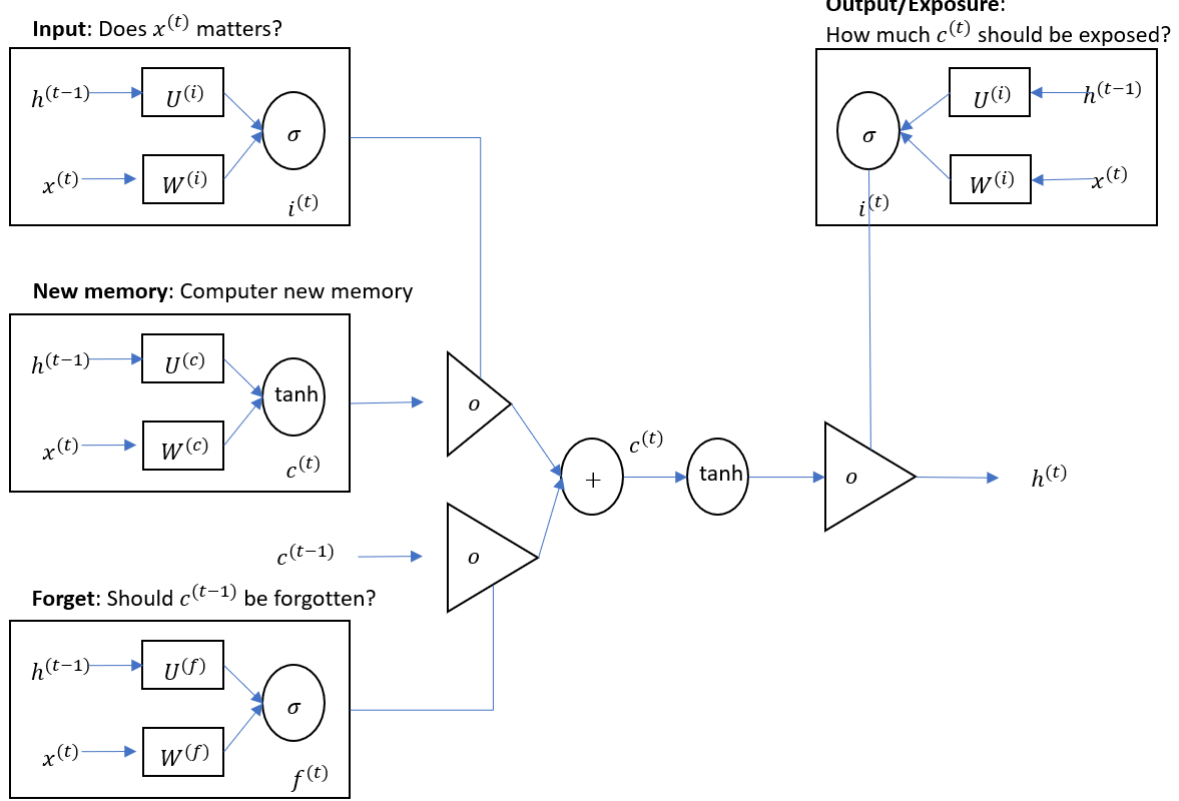 Input: Does x^(t) matters?
h^(t−1)
U^(i)
σ
x^(t)
W^(i)
i^(t)
Output/Exposure:
How much c^(t) should be exposed?
σ
U^(i)
h^(t−1)
W^(i)
x^(t)
i^(t)
New memory: Computer new memory
h^(t−1)
U^(c)
tanh
x^(t)
W^(c)
c^(t)
o
c^(t)
+
tanh
o
h^(t)
c^(t−1)
o
Forget: Should c^(t−1) be forgotten?
h^(t−1)
U^(f)
σ
x^(t)
W^(f)
f^(t)